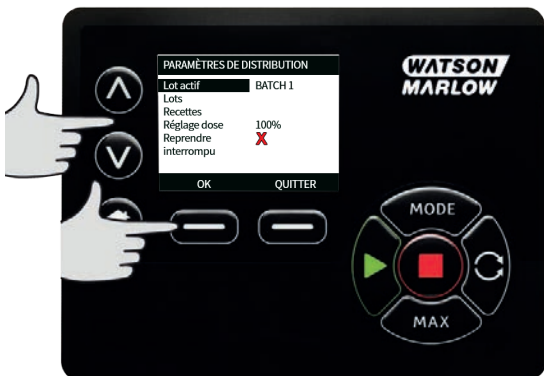 PARAMÈTRES DE DISTRIBUTION
Lot actif BATCH 1
Lots
Recettes
Réglage dose 100%
Reprendre
interrompu
OK QUITTER
WATSON
MARLOW
MODE
MAX